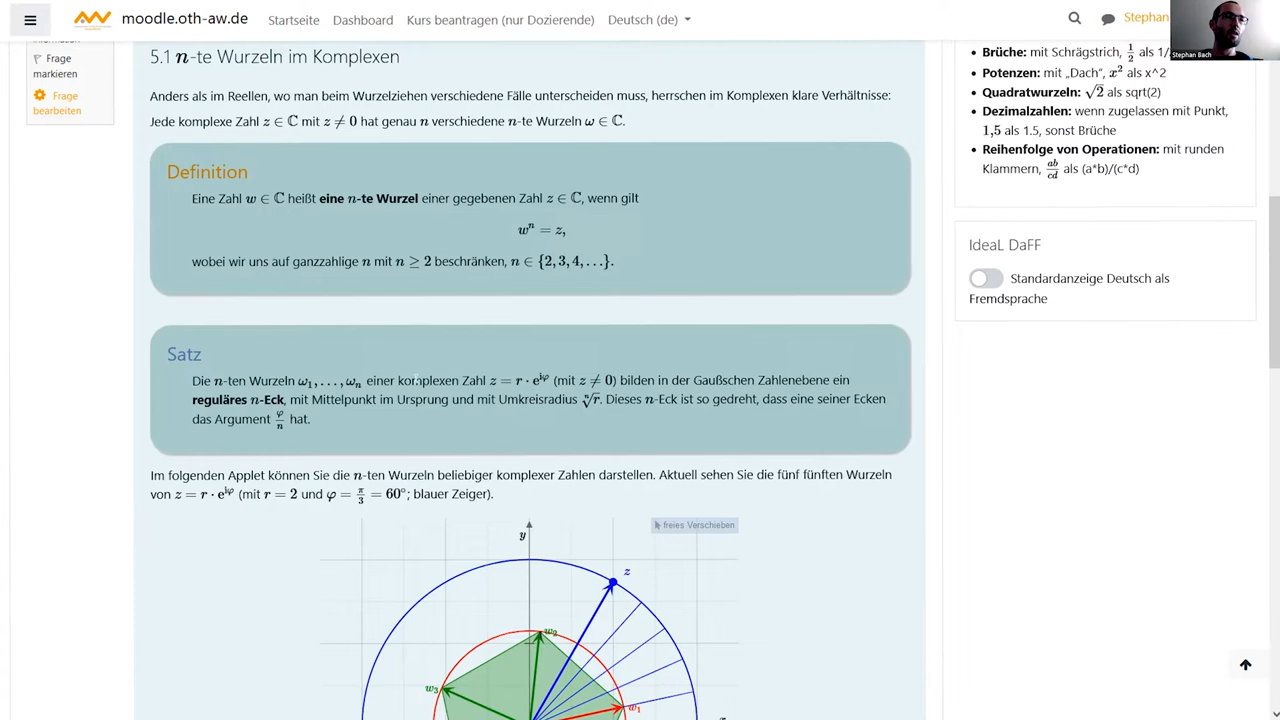 moodle.oth-aw.de
Startseite
Dashboard
Kurs beantragen (nur Dozierende)
Deutsch (de)
Stephan
Stephan Bach
Frage
markieren
Frage
bearbeiten
5.1 n-te Wurzeln im Komplexen
Anders als im Reellen, wo man beim Wurzelziehen verschiedene Fälle unterscheiden muss, herrschen im Komplexen klare Verhältnisse:
Jede komplexe Zahl z ∈ ℂ mit z ≠ 0 hat genau n verschiedene n-te Wurzeln ω ∈ ℂ.
Definition
Eine Zahl w ∈ ℂ heißt eine n-te Wurzel einer gegebenen Zahl z ∈ ℂ, wenn gilt
wⁿ = z,
wobei wir uns auf ganzzahlige n mit n ≥ 2 beschränken, n ∈ {2, 3, 4, …}.
Satz
Die n-ten Wurzeln ω₁, …, ωₙ einer komplexen Zahl z = r · e^{iφ} (mit z ≠ 0) bilden in der Gaußschen Zahlenebene ein
reguläres n-Eck, mit Mittelpunkt im Ursprung und mit Umkreisradius ⁿ√r. Dieses n-Eck ist so gedreht, dass eine seiner Ecken
das Argument φ/n hat.
Im folgenden Applet können Sie die n-ten Wurzeln beliebiger komplexer Zahlen darstellen. Aktuell sehen Sie die fünf fünften Wurzeln
von z = r · e^{iφ} (mit r = 2 und φ = π/3 = 60°; blauer Zeiger).
freies Verschieben
y
z
w₂
w₃
w₁
Brüche: mit Schrägstrich, 1/2 als 1/
Potenzen: mit „Dach", x² als x^2
Quadratwurzeln: √2 als sqrt(2)
Dezimalzahlen: wenn zugelassen mit Punkt,
1,5 als 1.5, sonst Brüche
Reihenfolge von Operationen: mit runden
Klammern, ab/cd als (a*b)/(c*d)
IdeaL DaFF
Standardanzeige Deutsch als
Fremdsprache